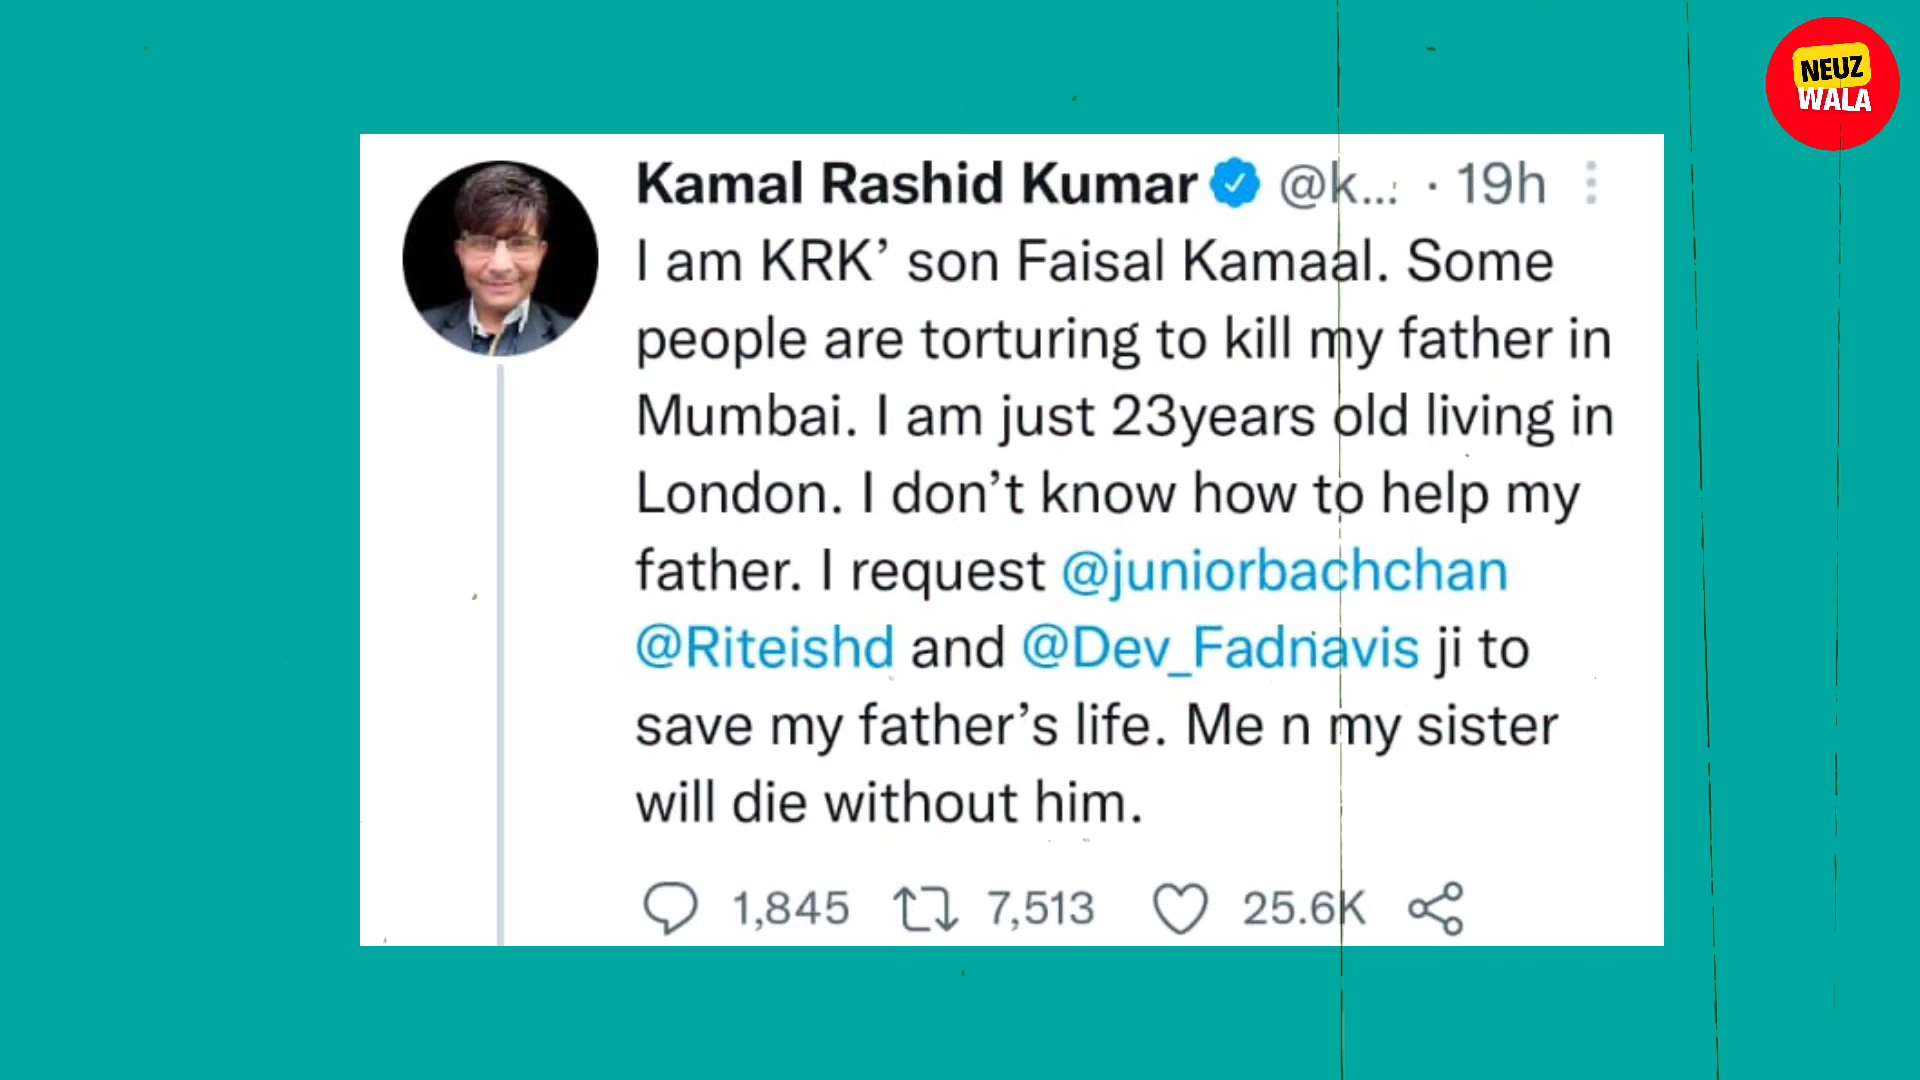 NEUZ
WALA
Kamal Rashid Kumar @k... · 19h
I am KRK’ son Faisal Kamaal. Some
people are torturing to kill my father in
Mumbai. I am just 23years old living in
London. I don’t know how to help my
father. I request @juniorbachchan
@Riteishd and @Dev_Fadnavis ji to
save my father’s life. Me n my sister
will die without him.
1,845 7,513 25.6K